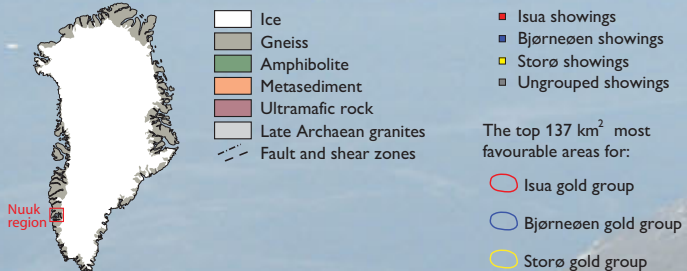 Ice
Gneiss
Amphibolite
Metasediment
Ultramafic rock
Late Archaean granites
Fault and shear zones
Nuuk
region
Isua showings
Bjørneøen showings
Storø showings
Ungrouped showings
The top 137 km² most
favourable areas for:
Isua gold group
Bjørneøen gold group
Storø gold group